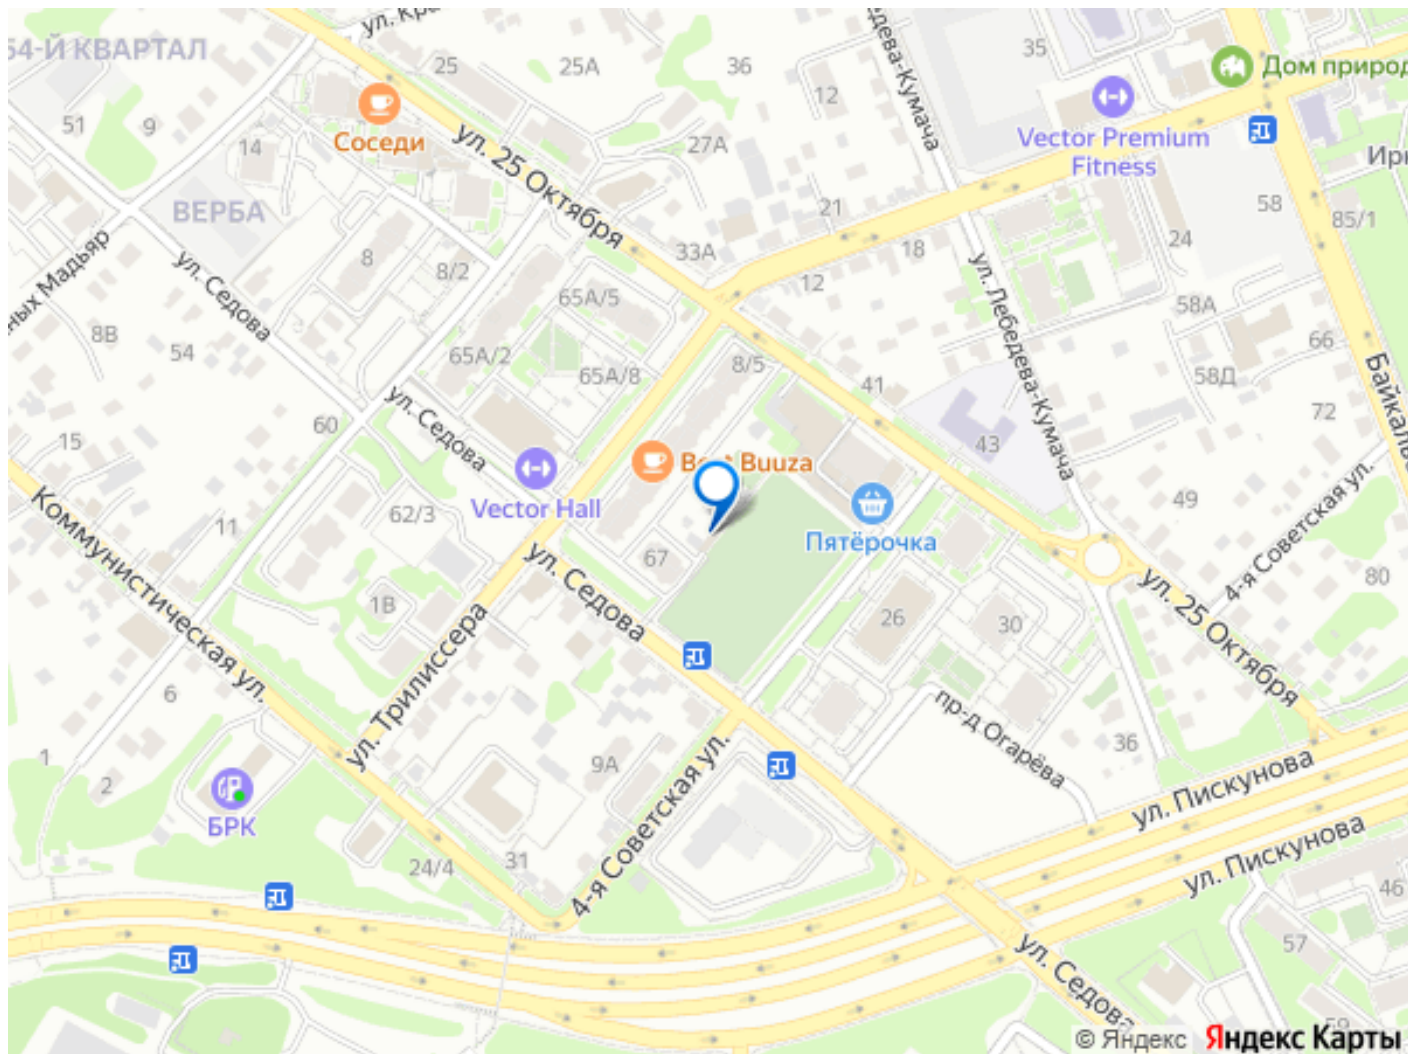 ул. Кра
54-Й КВАРТАЛ
25
25А
36
35
дева-Кумача
Дом природ
12
51
9
Соседи
ул. 25 Октября
27А
Vector Premium
Fitness
14
Ирк
ВЕРБА
21
58
85/1
ных Мадьяр
ул. Седова
8
8/2
33А
18
24
12
65А/5
ул. Лебедева-Кумача
58А
8В
54
65А/2
65А/8
8/5
41
66
58Д
Байкаль
60
ул. Седова
72
15
43
Buuza
Vector Hall
49
4-я Советская ул.
Коммунистическая ул.
11
62/3
Пятёрочка
67
ул. Седова
80
1В
26
30
ул. 25 Октября
ул. Трилиссера
6
пр-д Огарёва
36
1
2
9А
4-я Советская ул.
ул. Пискунова
БРК
24/4
31
ул. Пискунова
46
57
ул. Седова
59
© Яндекс Яндекс Карты